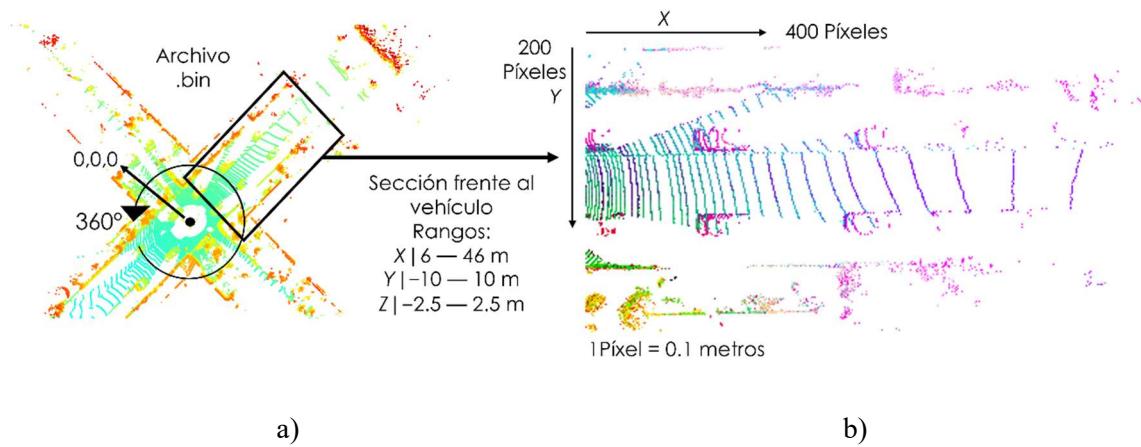 Archivo
.bin
0,0,0
360°
Sección frente al
vehículo
Rangos:
X | 6 — 46 m
Y | –10 — 10 m
Z | –2.5 — 2.5 m
X
400 Píxeles
200
Píxeles
Y
1Píxel = 0.1 metros
a)
b)